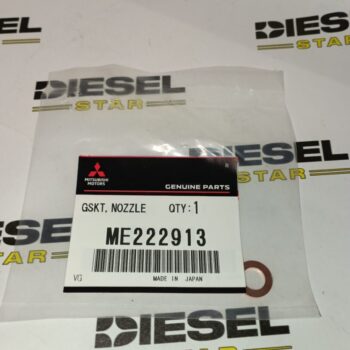 DIESEL
STAR
DIESEL
STAR
MITSUBISHI
MOTORS
GENUINE PARTS
GSKT, NOZZLE QTY:1
ME222913
VG MADE IN JAPAN
DIESEL
STAR
DIESEL
STAR